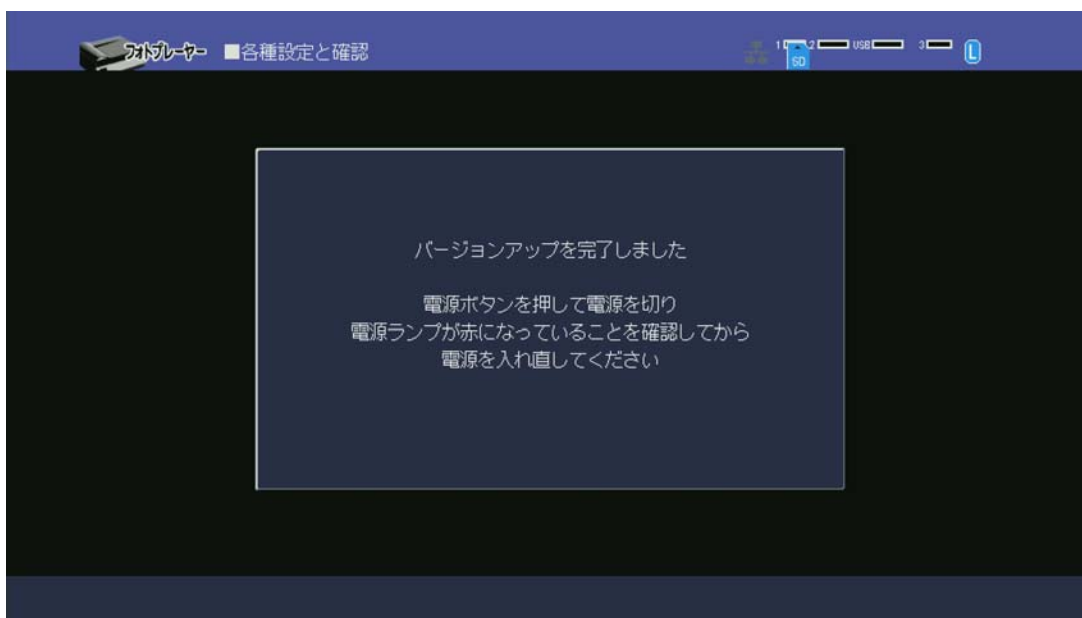 フォトプレーヤー ■各種設定と確認 1 SD 2 USB 3 L
バージョンアップを完了しました
電源ボタンを押して電源を切り
電源ランプが赤になっていることを確認してから
電源を入れ直してください